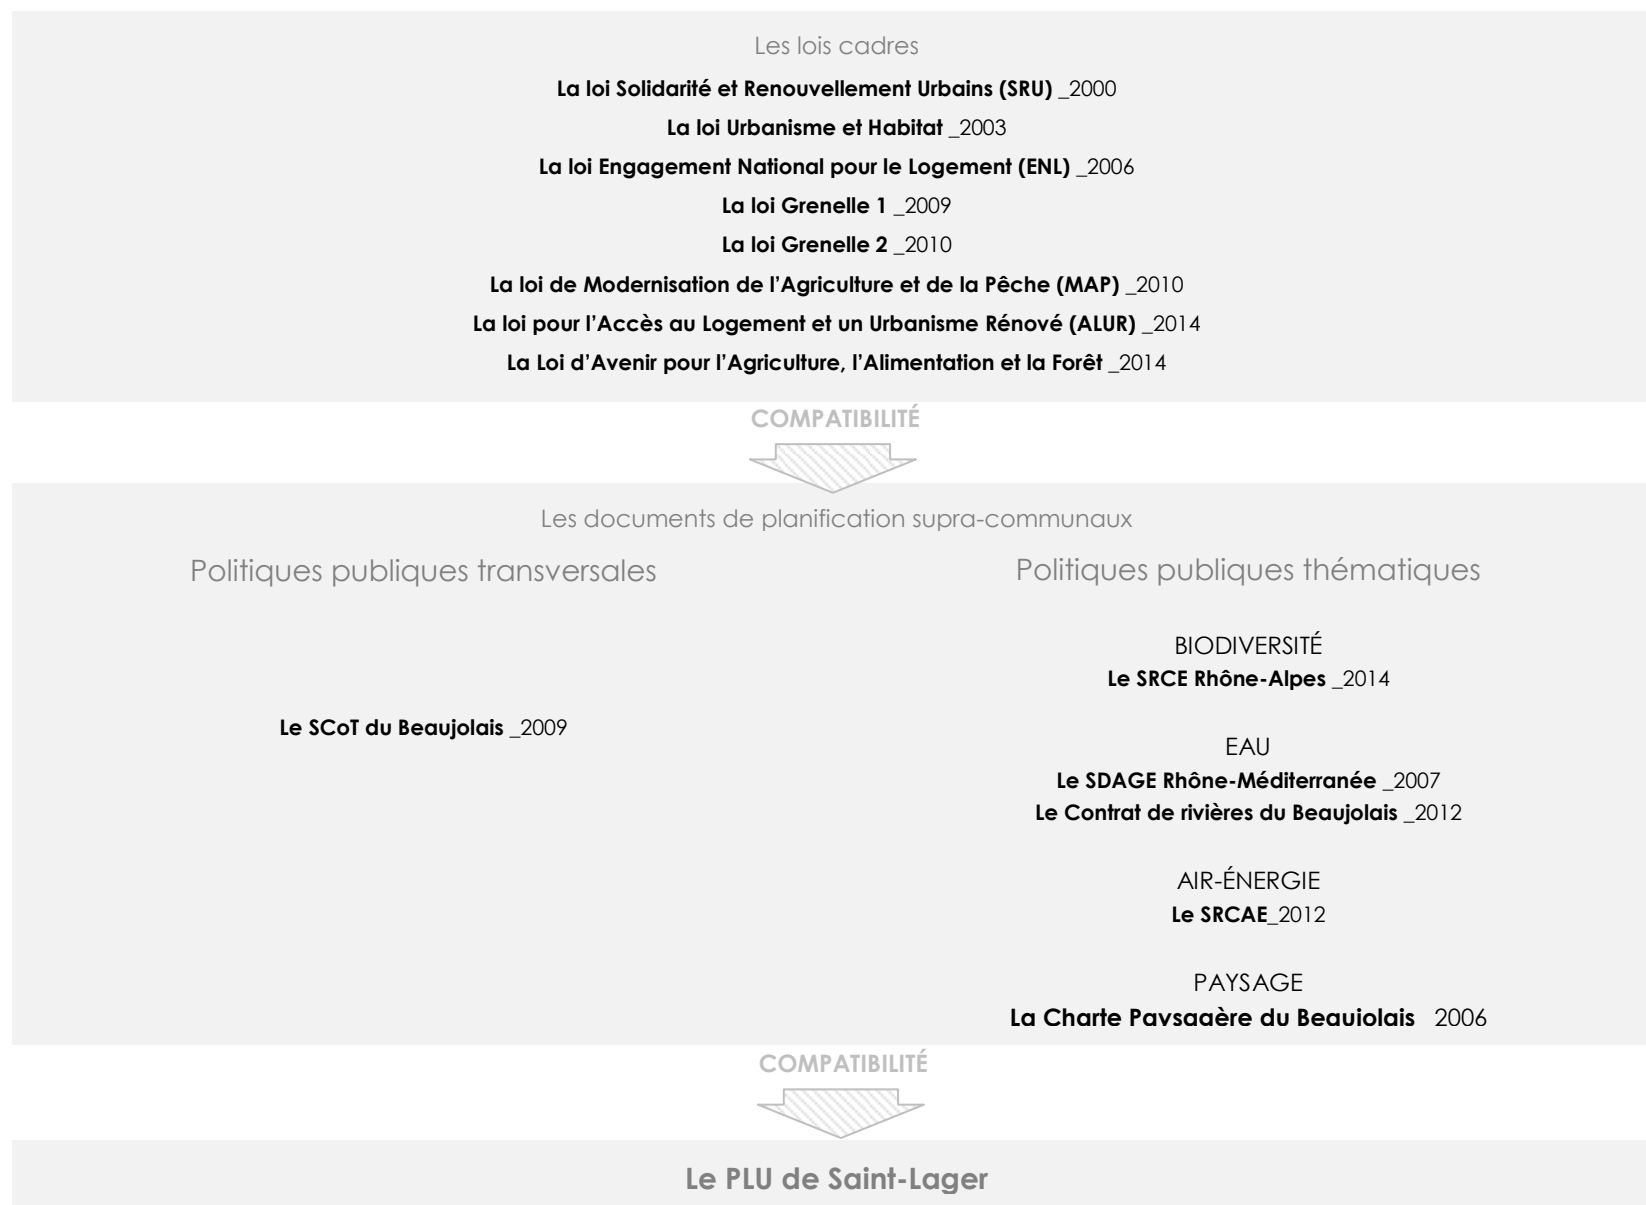 Les lois cadres
La loi Solidarité et Renouvellement Urbains (SRU) _2000
La loi Urbanisme et Habitat _2003
La loi Engagement National pour le Logement (ENL) _2006
La loi Grenelle 1 _2009
La loi Grenelle 2 _2010
La loi de Modernisation de l’Agriculture et de la Pêche (MAP) _2010
La loi pour l’Accès au Logement et un Urbanisme Rénové (ALUR) _2014
La Loi d’Avenir pour l’Agriculture, l’Alimentation et la Forêt _2014
COMPATIBILITÉ
Les documents de planification supra-communaux
Politiques publiques transversales
Le SCoT du Beaujolais _2009
Politiques publiques thématiques
BIODIVERSITÉ
Le SRCE Rhône-Alpes _2014
EAU
Le SDAGE Rhône-Méditerranée _2007
Le Contrat de rivières du Beaujolais _2012
AIR-ÉNERGIE
Le SRCAE_2012
PAYSAGE
La Charte Paysagère du Beaujolais 2006
COMPATIBILITÉ
Le PLU de Saint-Lager